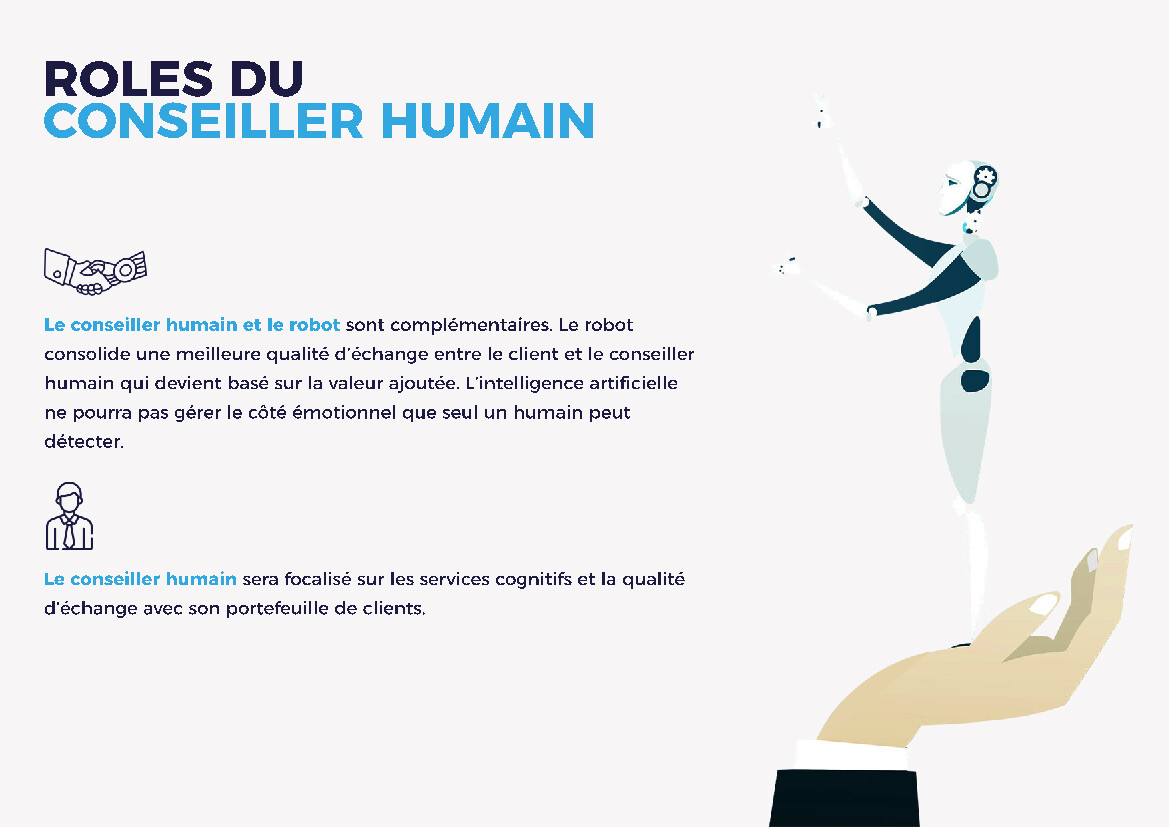 ROLES DU
CONSEILLER HUMAIN
Le conseiller humain et le robot sont complémentaires. Le robot
consolide une meilleure qualité d'échange entre le client et le conseiller
humain qui devient basé sur la valeur ajoutée. L'intelligence artificielle
ne pourra pas gérer le côté émotionnel que seul un humain peut
détecter.
Le conseiller humain sera focalisé sur les services cognitifs et la qualité
d'échange avec son portefeuille de clients.